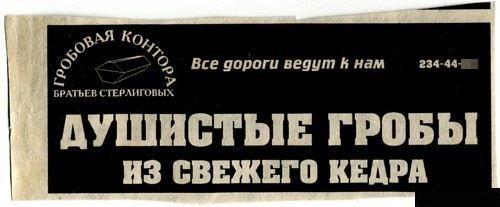 ГРОБОВАЯ КОНТОРА
БРАТЬЕВ СТЕРЛИГОВЫХ
Все дороги ведут к нам
234-44-
ДУШИСТЫЕ ГРОБЫ
ИЗ СВЕЖЕГО КЕДРА